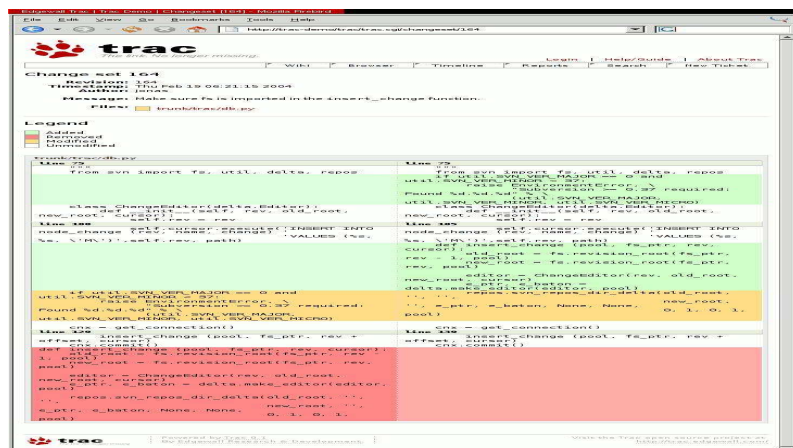 Edgewall Trac | Trac Demo | Changeset [164] - Mozilla Firebird
File Edit View Go Bookmarks Tools Help
http://trac-demo/trac/trac.cgi/changeset/164
trac
The line. No longer missing.
Login | Help/Guide | About Trac
Wiki Browser Timeline Reports Search New Ticket
Change set 164
Revision: 164
Timestamp: Thu Feb 19 06:21:15 2004
Author: jonas
Message: Make sure fs is imported in the insert_change function.
Files: trunk/trac/db.py
Legend
Added
Removed
Modified
Unmodified
trunk/trac/db.py
Line 75 Line 75
"""  """
from svn import fs, util, delta, repos from svn import fs, util, delta, repos
if util.SVN_VER_MAJOR == 0 and
util.SVN_VER_MINOR < 37:
raise EnvironmentError, \
"Subversion >= 0.37 required:
Found %d.%d.%d" % \
(util.SVN_VER_MAJOR,
util.SVN_VER_MINOR, util.SVN_VER_MICRO)
class ChangeEditor(delta.Editor): class ChangeEditor(delta.Editor):
def __init__(self, rev, old_root, def __init__(self, rev, old_root,
new_root, cursor): new_root, cursor):
self.rev = rev self.rev = rev
Line 100 Line 105
self.cursor.execute('INSERT INTO self.cursor.execute('INSERT INTO
node_change (rev, name, change) ' node_change (rev, name, change) '
'VALUES (%s, 'VALUES (%s,
%s, \'M\')',self.rev, path) %s, \'M\')',self.rev, path)
def insert_change (pool, fs_ptr, rev,
cursor):
old_root = fs.revision_root(fs_ptr,
rev - 1, pool)
new_root = fs.revision_root(fs_ptr,
rev, pool)
editor = ChangeEditor(rev, old_root,
new_root, cursor)
e_ptr, e_baton =
delta.make_editor(editor, pool)
if util.SVN_VER_MAJOR == 0 and repos.svn_repos_dir_delta(old_root,
util.SVN_VER_MINOR < 37: '', '',
raise EnvironmentError, \ new_root,
"Subversion >= 0.37 required: '', e_ptr, e_baton, None, None,
Found %d.%d.%d" % \ 0, 1, 0, 1,
(util.SVN_VER_MAJOR, pool)
util.SVN_VER_MINOR, util.SVN_VER_MICRO)
cnx = get_connection() cnx = get_connection()
Line 129 Line 139
insert_change (pool, fs_ptr, rev + insert_change (pool, fs_ptr, rev +
offset, cursor) offset, cursor)
cnx.commit() cnx.commit()
def insert_change (pool, fs_ptr, rev, cursor):
old_root = fs.revision_root(fs_ptr, rev -
1, pool)
new_root = fs.revision_root(fs_ptr, rev,
pool)
editor = ChangeEditor(rev, old_root,
new_root, cursor)
e_ptr, e_baton = delta.make_editor(editor,
pool)
repos.svn_repos_dir_delta(old_root, '',
'',
new_root, '',
e_ptr, e_baton, None, None,
0, 1, 0, 1,
pool)
trac
Powered by Trac 0.1
By Edgewall Research & Development.
Visit the Trac open source project at
http://trac.edgewall.com/